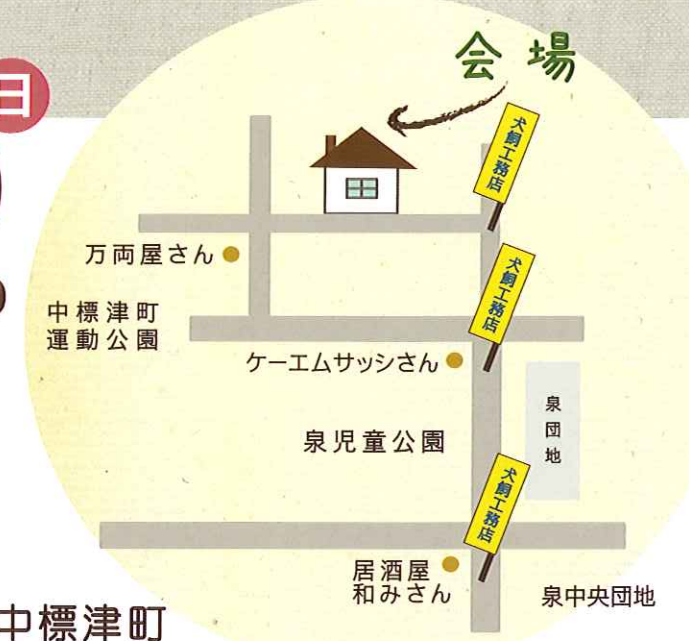 日
会場
犬飼工務店
万両屋さん
犬飼工務店
中標津町
運動公園
ケーエムサッシさん
泉団地
泉児童公園
犬飼工務店
居酒屋
和みさん
泉中央団地
中標津町